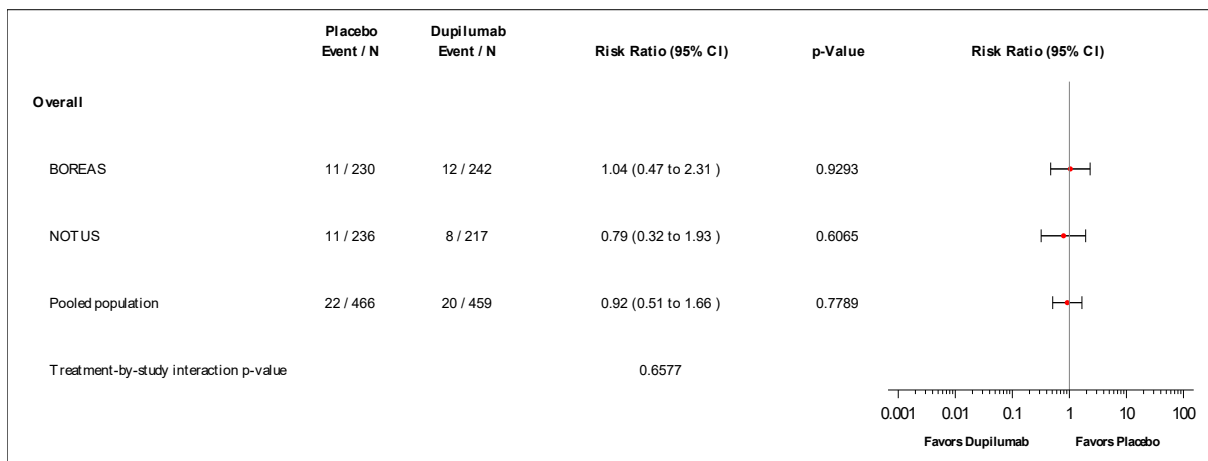 Placebo Dupilumab
Event / N Event / N Risk Ratio (95% CI) p-Value Risk Ratio (95% CI)
Overall
BOREAS 11 / 230 12 / 242 1.04 (0.47 to 2.31 ) 0.9293
NOTUS 11 / 236 8 / 217 0.79 (0.32 to 1.93 ) 0.6065
Pooled population 22 / 466 20 / 459 0.92 (0.51 to 1.66 ) 0.7789
Treatment-by-study interaction p-value 0.6577
0.001 0.01 0.1 1 10 100
Favors Dupilumab Favors Placebo